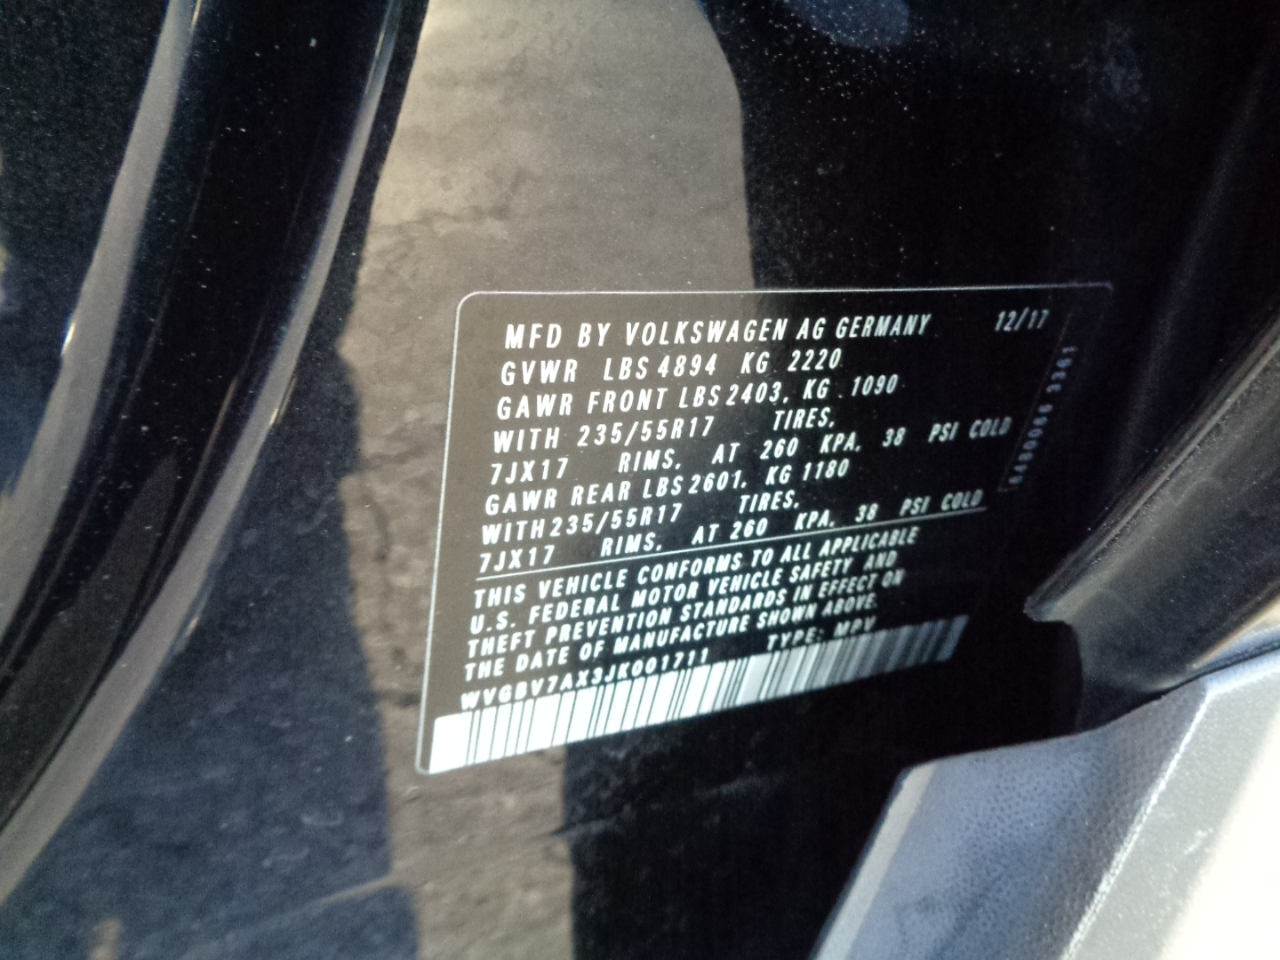 MFD BY VOLKSWAGEN AG GERMANY 12/17
GVWR LBS 4894 KG 2220
GAWR FRONT LBS 2403, KG 1090
WITH 235/55R17 TIRES,
7JX17 RIMS, AT 260 KPA, 38 PSI COLD
GAWR REAR LBS 2601, KG 1180
WITH 235/55R17 TIRES,
7JX17 RIMS, AT 260 KPA, 38 PSI COLD
THIS VEHICLE CONFORMS TO ALL APPLICABLE
U.S. FEDERAL MOTOR VEHICLE SAFETY AND
THEFT PREVENTION STANDARDS IN EFFECT ON
THE DATE OF MANUFACTURE SHOWN ABOVE.
WVGBV7AX3JK001711 TYPE: MPV